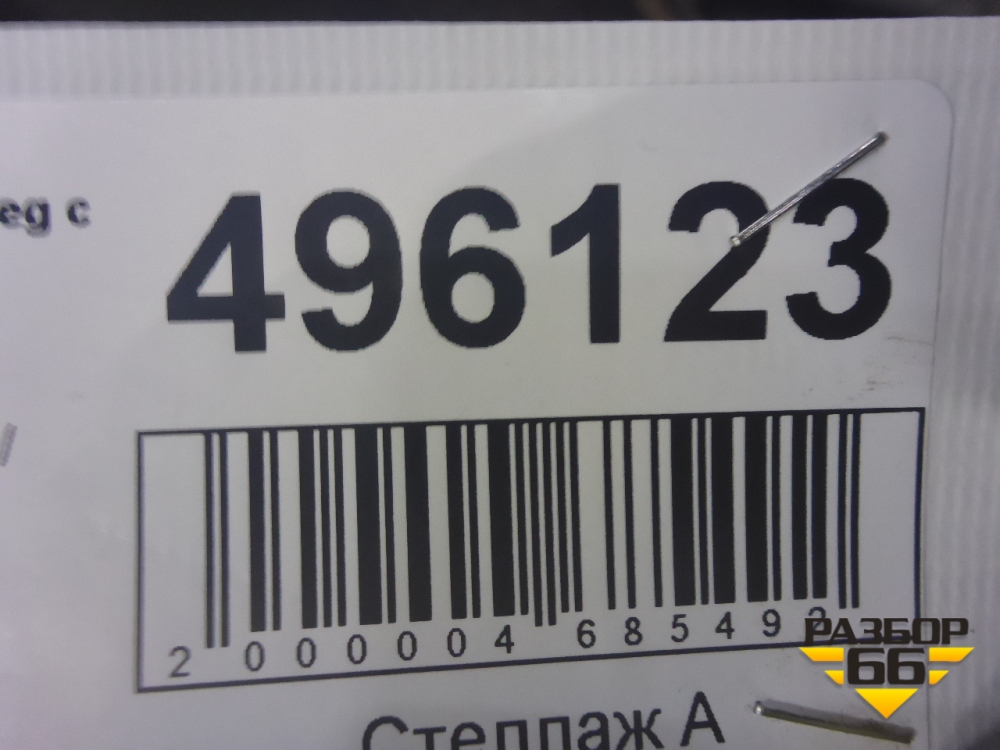 eg c
496123
2 000004 685492
Стеллаж А
РАЗБОР
66